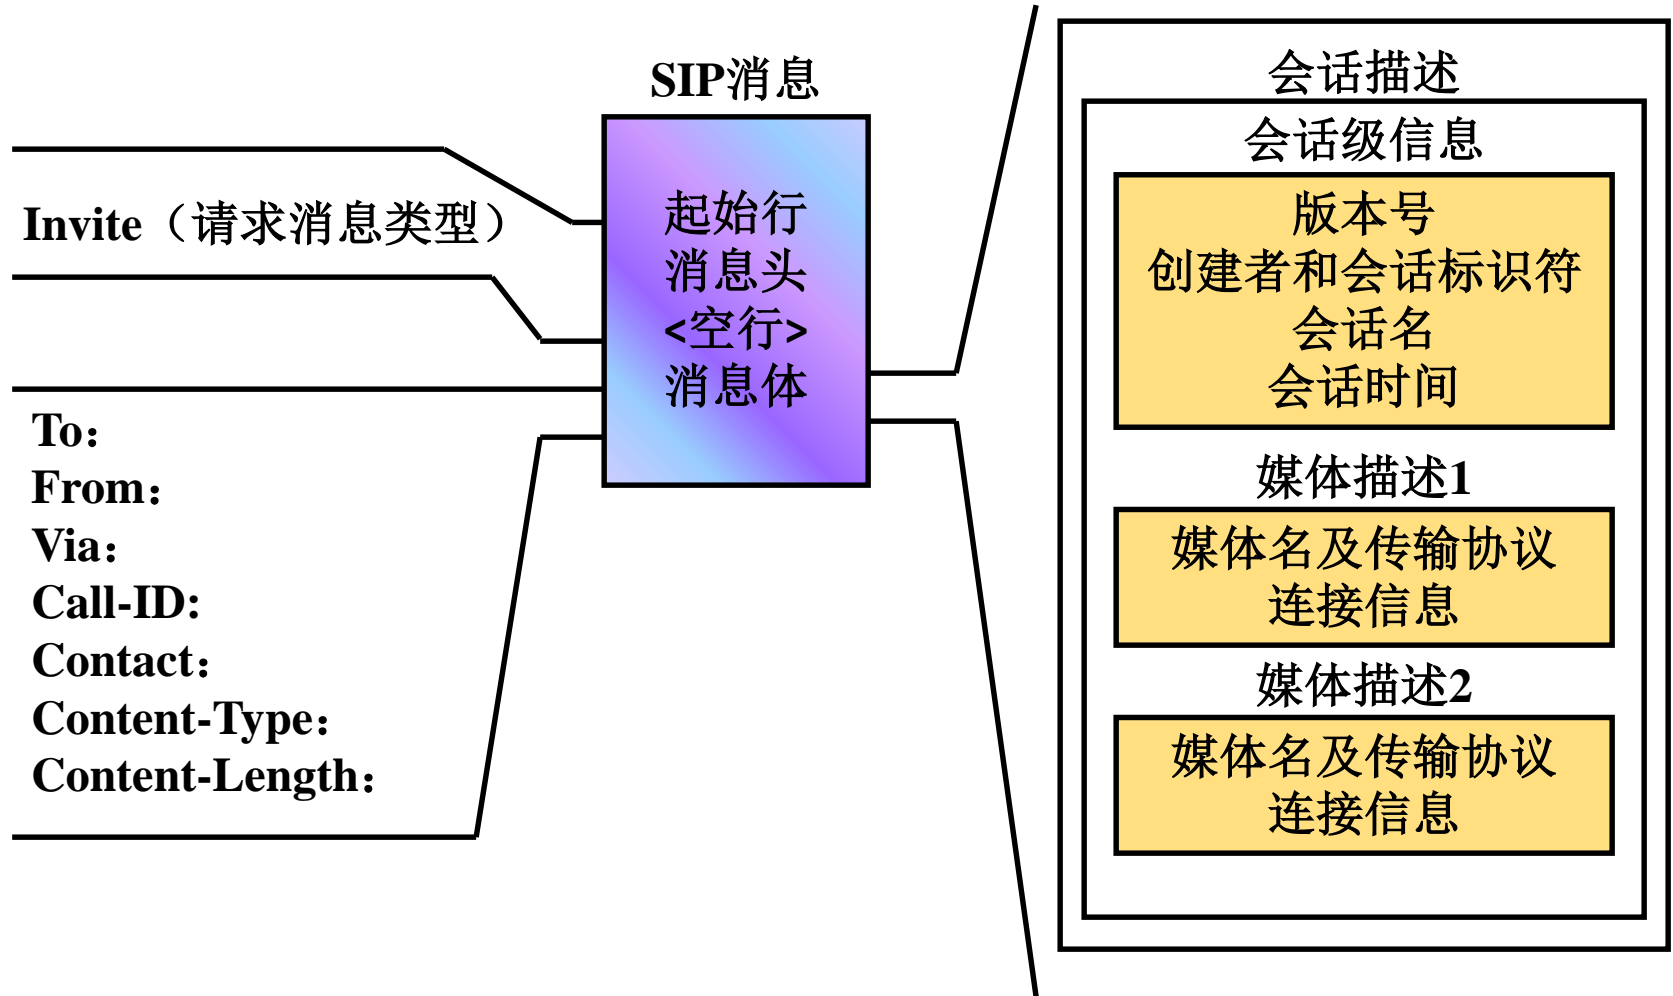 SIP消息
起始行
消息头
<空行>
消息体
Invite（请求消息类型）
To：
From：
Via：
Call-ID:
Contact：
Content-Type：
Content-Length：
会话描述
会话级信息
版本号
创建者和会话标识符
会话名
会话时间
媒体描述1
媒体名及传输协议
连接信息
媒体描述2
媒体名及传输协议
连接信息